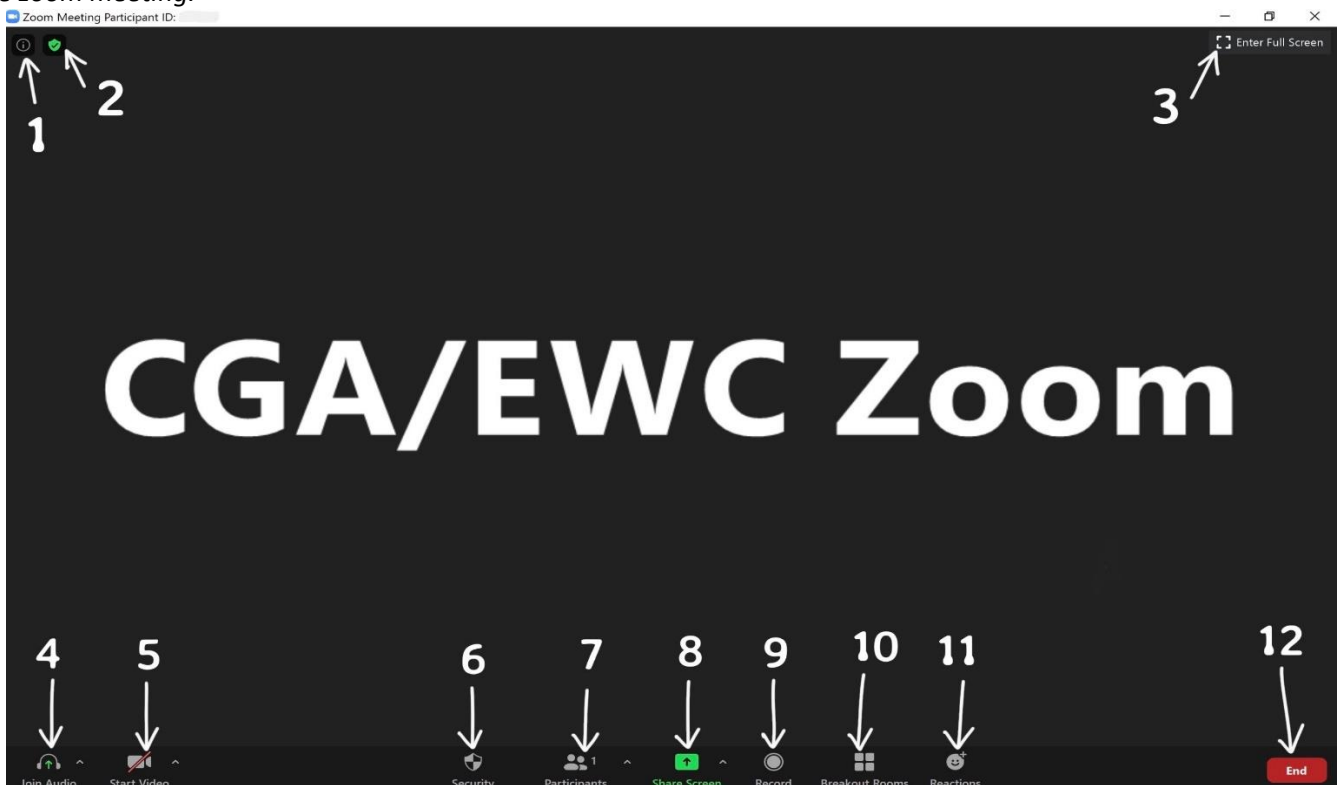 Zoom Meeting Participant ID:
Enter Full Screen
1
2
3
CGA/EWC Zoom
4 5 6 7 8 9 10 11 12
1
Join Audio Start Video Security Participants Share Screen Record Breakout Rooms Reactions End